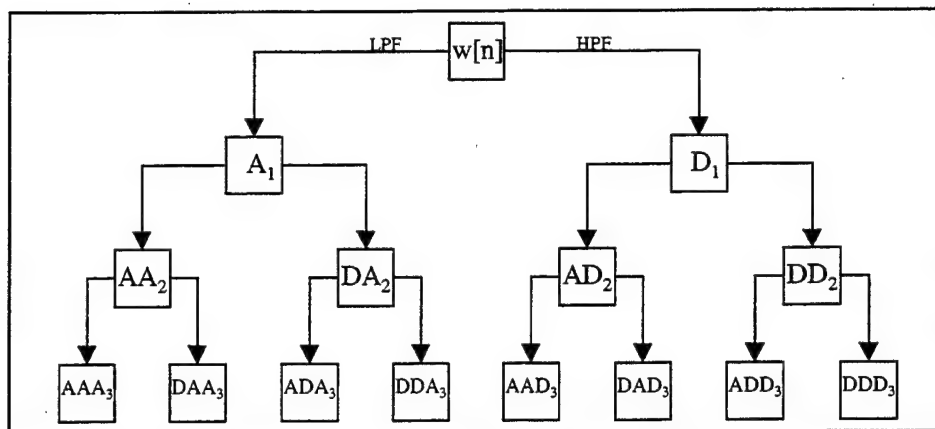 LPF w[n] HPF
A₁ D₁
AA₂ DA₂ AD₂ DD₂
AAA₃ DAA₃ ADA₃ DDA₃ AAD₃ DAD₃ ADD₃ DDD₃